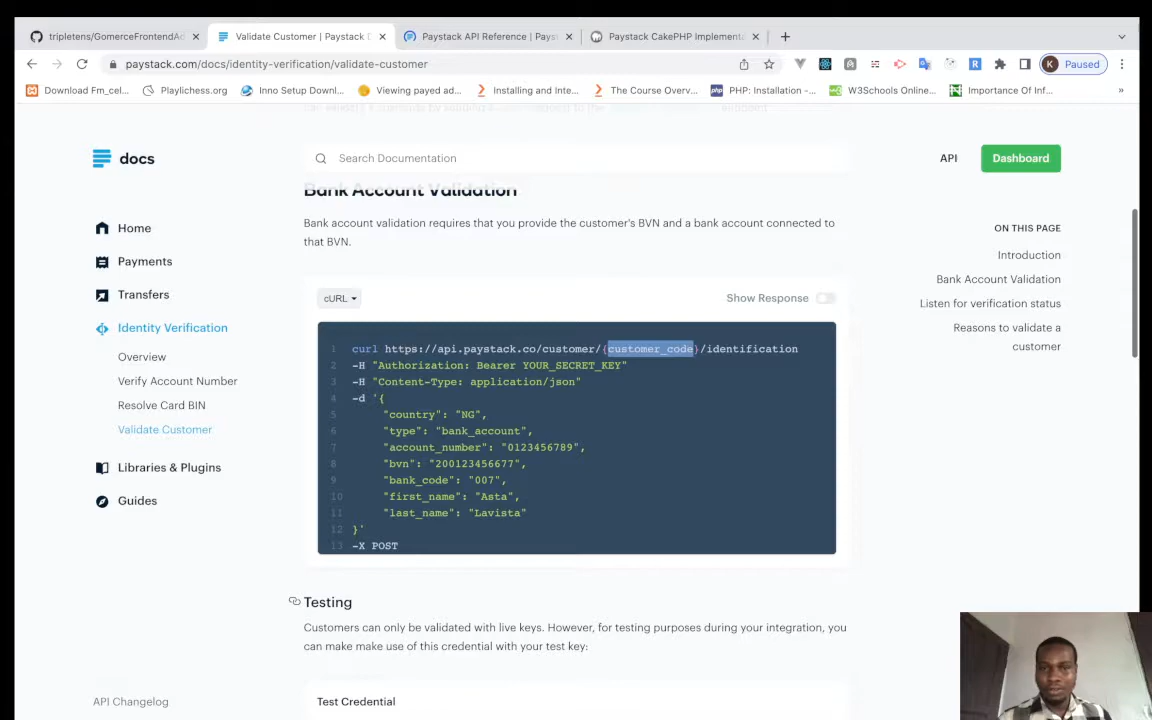 tripletens/GomerceFrontendAd
Validate Customer | Paystack D
Paystack API Reference | Payst
Paystack CakePHP Implementa
paystack.com/docs/identity-verification/validate-customer
K Paused
Download Fm_cel...
Playlichess.org
Inno Setup Downl...
Viewing payed ad...
Installing and Inte...
The Course Overv...
PHP: Installation -...
W3Schools Online...
Importance Of Inf...
»
docs
Search Documentation
API
Dashboard
Home
Payments
Transfers
Identity Verification
Overview
Verify Account Number
Resolve Card BIN
Validate Customer
Libraries & Plugins
Guides
API Changelog
Bank Account Validation
Bank account validation requires that you provide the customer's BVN and a bank account connected to
that BVN.
cURL
Show Response
1 curl https://api.paystack.co/customer/{customer_code}/identification
2 -H "Authorization: Bearer YOUR_SECRET_KEY"
3 -H "Content-Type: application/json"
4 -d '{
5 "country": "NG",
6 "type": "bank_account",
7 "account_number": "0123456789",
8 "bvn": "200123456677",
9 "bank_code": "007",
10 "first_name": "Asta",
11 "last_name": "Lavista"
12 }'
13 -X POST
Testing
Customers can only be validated with live keys. However, for testing purposes during your integration, you
can make make use of this credential with your test key:
Test Credential
ON THIS PAGE
Introduction
Bank Account Validation
Listen for verification status
Reasons to validate a
customer